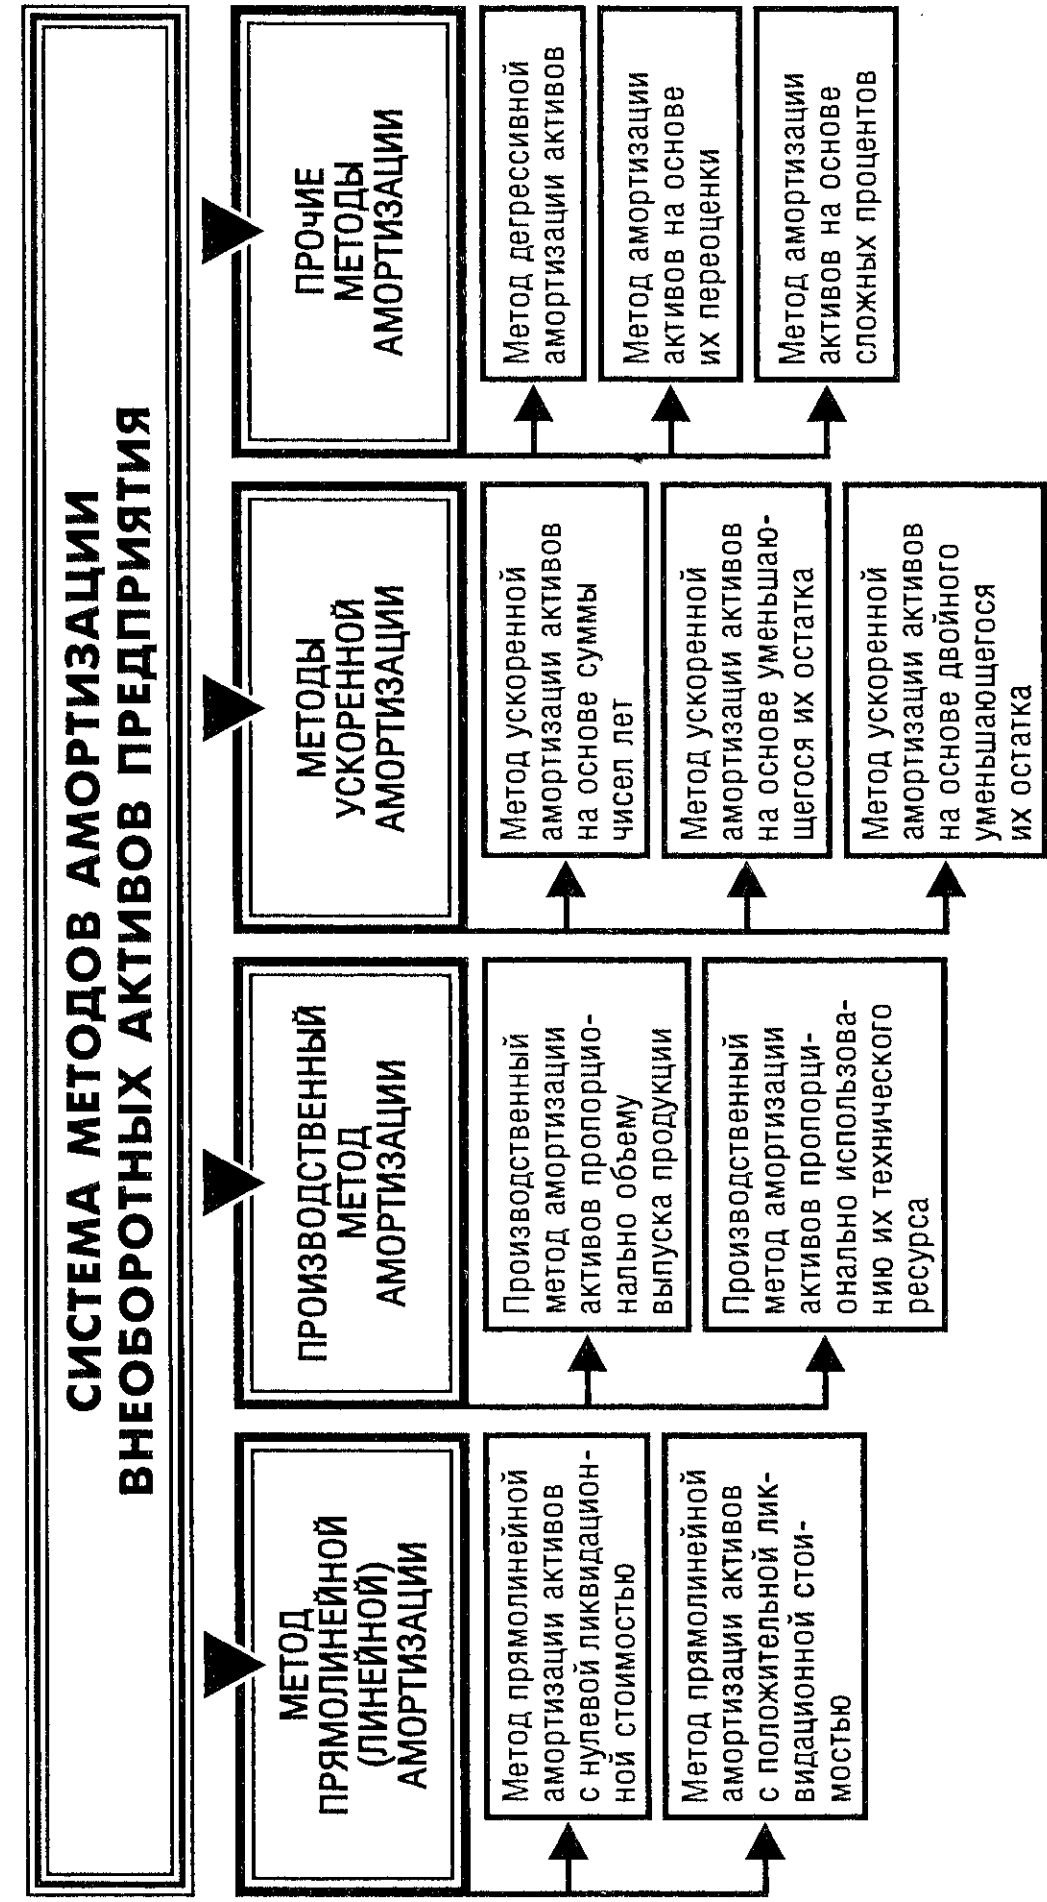 СИСТЕМА МЕТОДОВ АМОРТИЗАЦИИ
ВНЕОБОРОТНЫХ АКТИВОВ ПРЕДПРИЯТИЯ
МЕТОД
ПРЯМОЛИНЕЙНОЙ
(ЛИНЕЙНОЙ)
АМОРТИЗАЦИИ
Метод прямолинейной
амортизации активов
с нулевой ликвидацион-
ной стоимостью
Метод прямолинейной
амортизации активов
с положительной лик-
видационной стои-
мостью
ПРОИЗВОДСТВЕННЫЙ
МЕТОД
АМОРТИЗАЦИИ
Производственный
метод амортизации
активов пропорцио-
нально объему
выпуска продукции
Производственный
метод амортизации
активов пропорци-
онально использова-
нию их технического
ресурса
МЕТОДЫ
УСКОРЕННОЙ
АМОРТИЗАЦИИ
Метод ускоренной
амортизации активов
на основе суммы
чисел лет
Метод ускоренной
амортизации активов
на основе уменьшаю-
щегося их остатка
Метод ускоренной
амортизации активов
на основе двойного
уменьшающегося
их остатка
ПРОЧИЕ
МЕТОДЫ
АМОРТИЗАЦИИ
Метод дегрессивной
амортизации активов
Метод амортизации
активов на основе
их переоценки
Метод амортизации
активов на основе
сложных процентов